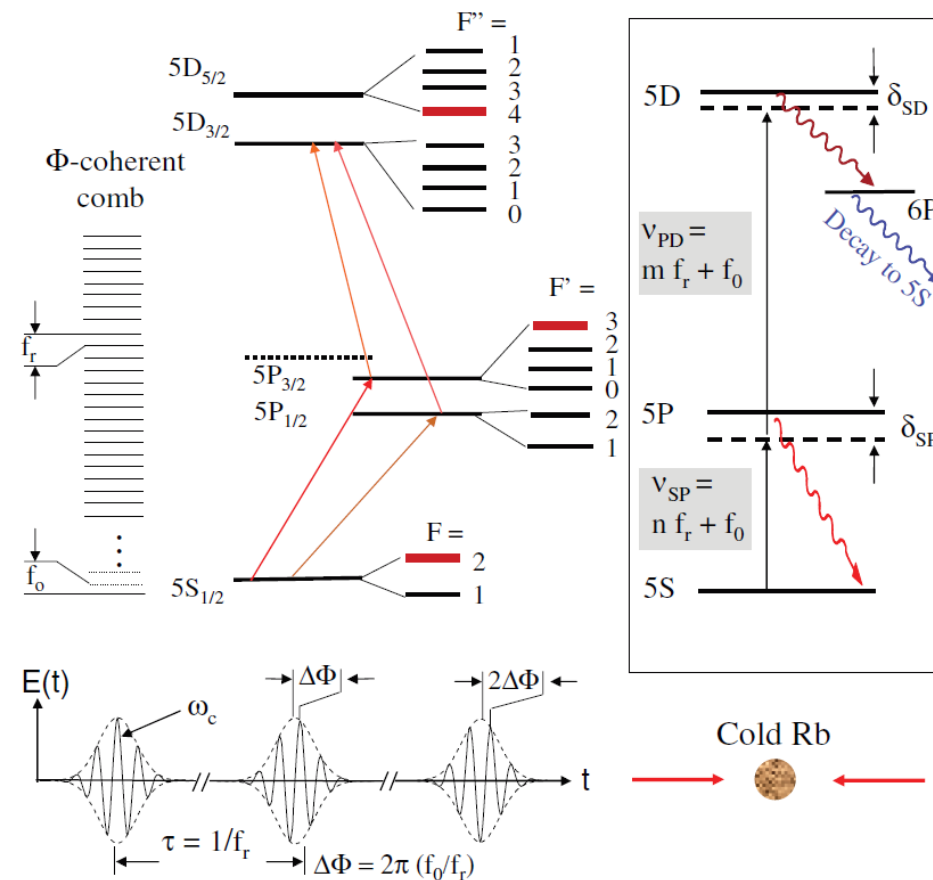 F'' =
1
2
3
4
5D5/2
5D3/2
3
2
1
0
Φ-coherent
comb
fr
fo
F' =
3
2
1
0
5P3/2
5P1/2
2
1
F =
2
1
5S1/2
5D
δSD
6P
νPD =
m fr + f0
Decay to 5S
5P
δSP
νSP =
n fr + f0
5S
E(t)
ωc
ΔΦ
2ΔΦ
t
τ = 1/fr
ΔΦ = 2π (f0/fr)
Cold Rb